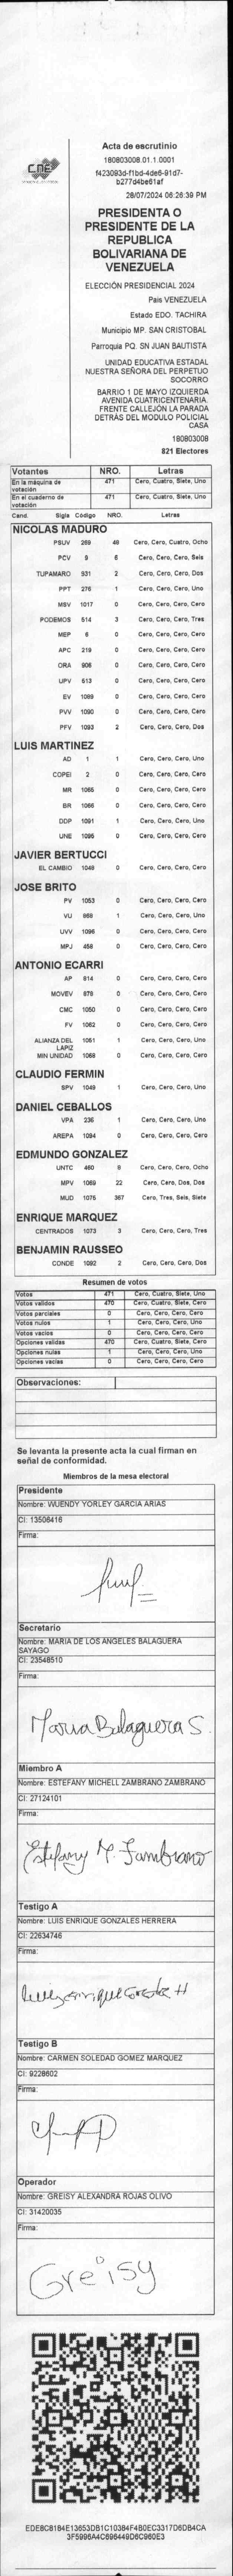 CDE
Acta de escrutinio
180803008.01.1.0001
f423093d-f1bd-4de6-91d7-
b277d4be61af
28/07/2024 06:26:39 PM
PRESIDENTA O
PRESIDENTE DE LA
REPUBLICA
BOLIVARIANA DE
VENEZUELA
ELECCIÓN PRESIDENCIAL 2024
Pais VENEZUELA
Estado EDO. TACHIRA
Municipio MP. SAN CRISTOBAL
Parroquia PQ. SN JUAN BAUTISTA
UNIDAD EDUCATIVA ESTADAL
NUESTRA SEÑORA DEL PERPETUO
SOCORRO
BARRIO 1 DE MAYO IZQUIERDA
AVENIDA CUATRICENTENARIA.
FRENTE CALLEJÓN LA PARADA
DETRÁS DEL MODULO POLICIAL
CASA
180803008
821 Electores
Votantes NRO. Letras
En la máquina de votación 471 Cero, Cuatro, Siete, Uno
En el cuaderno de votación 471 Cero, Cuatro, Siete, Uno
Cand. Sigla Código NRO. Letras
NICOLAS MADURO
PSUV 269 48 Cero, Cero, Cuatro, Ocho
PCV 9 6 Cero, Cero, Cero, Seis
TUPAMARO 931 2 Cero, Cero, Cero, Dos
PPT 276 1 Cero, Cero, Cero, Uno
MSV 1017 0 Cero, Cero, Cero, Cero
PODEMOS 514 3 Cero, Cero, Cero, Tres
MEP 6 0 Cero, Cero, Cero, Cero
APC 219 0 Cero, Cero, Cero, Cero
ORA 906 0 Cero, Cero, Cero, Cero
UPV 613 0 Cero, Cero, Cero, Cero
EV 1089 0 Cero, Cero, Cero, Cero
PVV 1090 0 Cero, Cero, Cero, Cero
PFV 1093 2 Cero, Cero, Cero, Dos
LUIS MARTINEZ
AD 1 1 Cero, Cero, Cero, Uno
COPEI 2 0 Cero, Cero, Cero, Cero
MR 1065 0 Cero, Cero, Cero, Cero
BR 1066 0 Cero, Cero, Cero, Cero
DDP 1091 1 Cero, Cero, Cero, Uno
UNE 1095 0 Cero, Cero, Cero, Cero
JAVIER BERTUCCI
EL CAMBIO 1048 0 Cero, Cero, Cero, Cero
JOSE BRITO
PV 1053 0 Cero, Cero, Cero, Cero
VU 868 1 Cero, Cero, Cero, Uno
UVV 1096 0 Cero, Cero, Cero, Cero
MPJ 458 0 Cero, Cero, Cero, Cero
ANTONIO ECARRI
AP 814 0 Cero, Cero, Cero, Cero
MOVEV 878 0 Cero, Cero, Cero, Cero
CMC 1050 0 Cero, Cero, Cero, Cero
FV 1062 0 Cero, Cero, Cero, Cero
ALIANZA DEL LAPIZ 1051 1 Cero, Cero, Cero, Uno
MIN UNIDAD 1068 0 Cero, Cero, Cero, Cero
CLAUDIO FERMIN
SPV 1049 1 Cero, Cero, Cero, Uno
DANIEL CEBALLOS
VPA 236 1 Cero, Cero, Cero, Uno
AREPA 1094 0 Cero, Cero, Cero, Cero
EDMUNDO GONZALEZ
UNTC 460 8 Cero, Cero, Cero, Ocho
MPV 1069 22 Cero, Cero, Dos, Dos
MUD 1075 367 Cero, Tres, Seis, Siete
ENRIQUE MARQUEZ
CENTRADOS 1073 3 Cero, Cero, Cero, Tres
BENJAMIN RAUSSEO
CONDE 1092 2 Cero, Cero, Cero, Dos
Resumen de votos
Votos 471 Cero, Cuatro, Siete, Uno
Votos validos 470 Cero, Cuatro, Siete, Cero
Votos parciales 0 Cero, Cero, Cero, Cero
Votos nulos 1 Cero, Cero, Cero, Uno
Votos vacios 0 Cero, Cero, Cero, Cero
Opciones validas 470 Cero, Cuatro, Siete, Cero
Opciones nulas 1 Cero, Cero, Cero, Uno
Opciones vacias 0 Cero, Cero, Cero, Cero
Observaciones:
Se levanta la presente acta la cual firman en
señal de conformidad.
Miembros de la mesa electoral
Presidente
Nombre: WUENDY YORLEY GARCIA ARIAS
CI: 13506416
Firma:
Secretario
Nombre: MARIA DE LOS ANGELES BALAGUERA
SAYAGO
CI: 23546510
Firma:
Maria Balaguera S.
Miembro A
Nombre: ESTEFANY MICHELL ZAMBRANO ZAMBRANO
CI: 27124101
Firma:
Estefany M. Zambrano
Testigo A
Nombre: LUIS ENRIQUE GONZALES HERRERA
CI: 22634746
Firma:
Testigo B
Nombre: CARMEN SOLEDAD GOMEZ MARQUEZ
CI: 9228602
Firma:
Operador
Nombre: GREISY ALEXANDRA ROJAS OLIVO
CI: 31420035
Firma:
Greisy
EDE8C8184E13653DB1C10384F4B0EC3317D6DB4CA
3F5998A4C896449D6C960E3